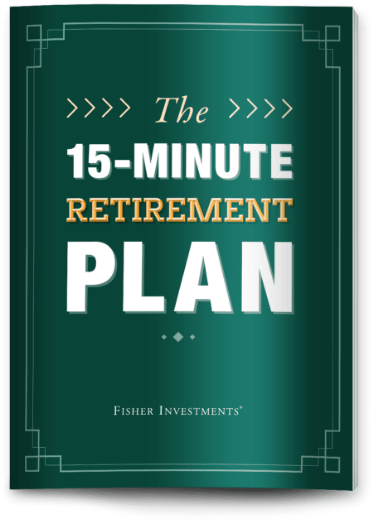 The
15-MINUTE
RETIREMENT
PLAN
FISHER INVESTMENTS®